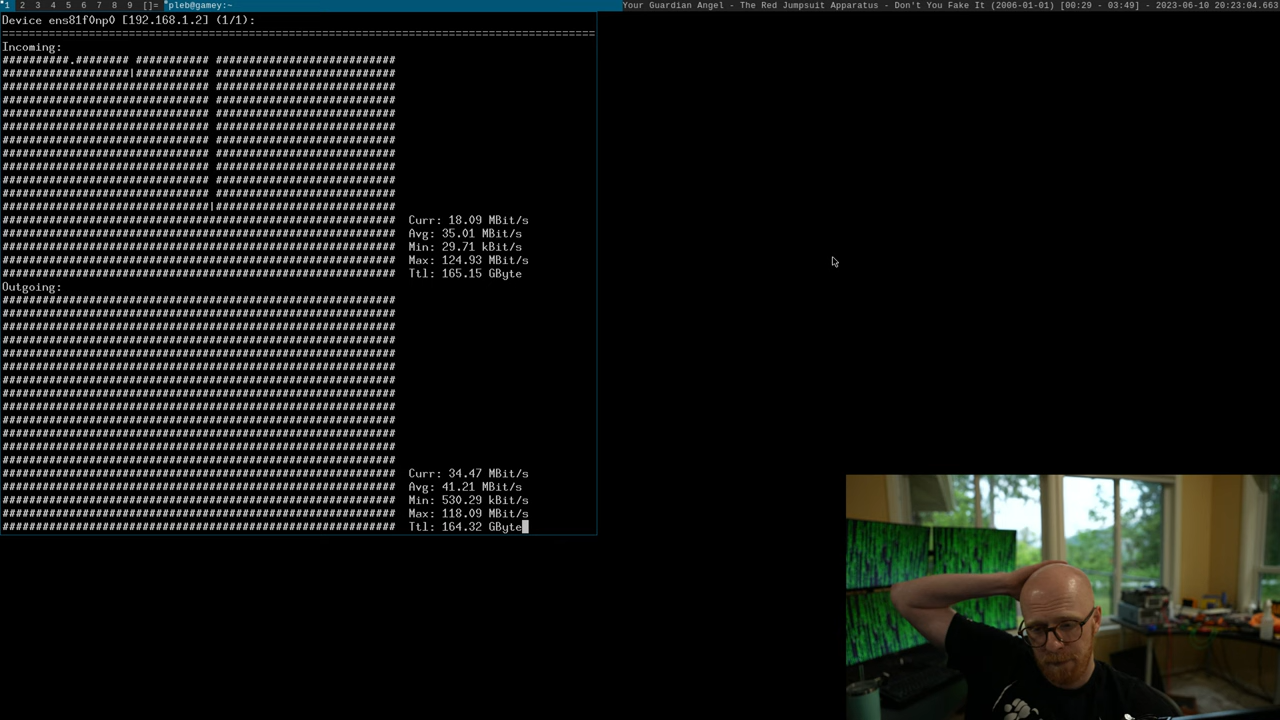 1 2 3 4 5 6 7 8 9 []= pleb@gamey:~ Your Guardian Angel - The Red Jumpsuit Apparatus - Don't You Fake It (2006-01-01) [00:29 - 03:49] - 2023-06-10 20:23:04.663
Device ens81f0np0 [192.168.1.2] (1/1):
Incoming:
Curr: 18.09 MBit/s
Avg: 35.01 MBit/s
Min: 29.71 kBit/s
Max: 124.93 MBit/s
Ttl: 165.15 GByte
Outgoing:
Curr: 34.47 MBit/s
Avg: 41.21 MBit/s
Min: 530.29 kBit/s
Max: 118.09 MBit/s
Ttl: 164.32 GByte